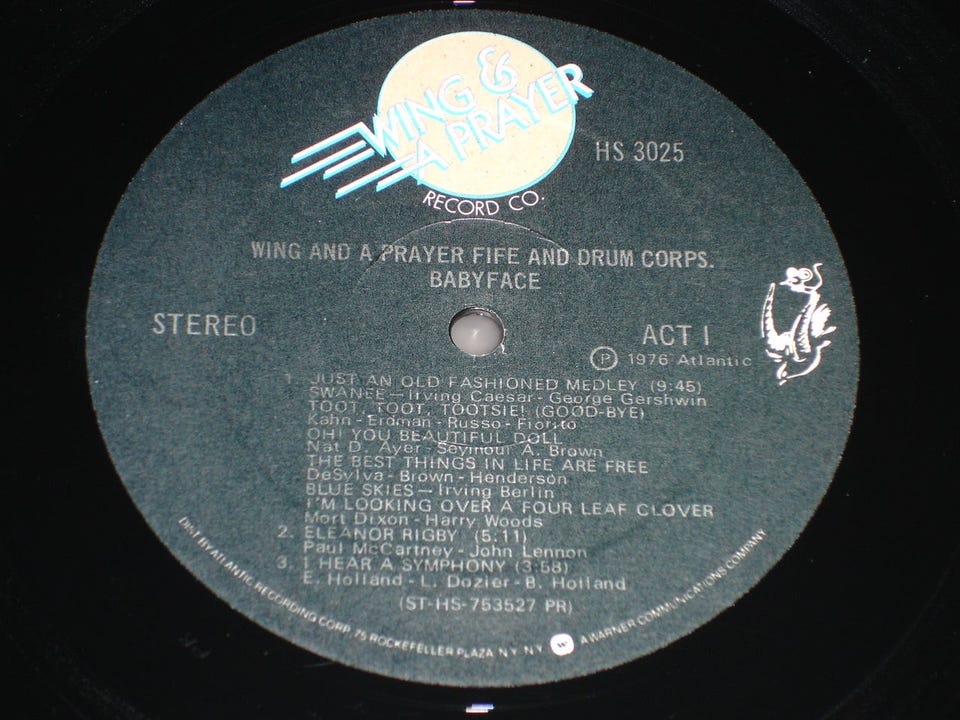 WING &
A PRAYER
RECORD CO.
HS 3025
WING AND A PRAYER FIFE AND DRUM CORPS.
BABYFACE
STEREO
ACT I
Ⓟ 1976 Atlantic
1. JUST AN OLD FASHIONED MEDLEY (9:45)
SWANEE - Irving Caesar - George Gershwin
TOOT, TOOT, TOOTSIE! (GOOD-BYE)
Kahn - Erdman - Russo - Fiorito
OH! YOU BEAUTIFUL DOLL
Nat D. Ayer - Seymour A. Brown
THE BEST THINGS IN LIFE ARE FREE
DeSylva - Brown - Henderson
BLUE SKIES - Irving Berlin
I'M LOOKING OVER A FOUR LEAF CLOVER
Mort Dixon - Harry Woods
2. ELEANOR RIGBY (5:11)
Paul McCartney - John Lennon
3. I HEAR A SYMPHONY (3:58)
E. Holland - L. Dozier - B. Holland
(ST-HS-753527 PR)
DIST BY ATLANTIC RECORDING CORP. 75 ROCKEFELLER PLAZA N.Y. N.Y. W A WARNER COMMUNICATIONS COMPANY